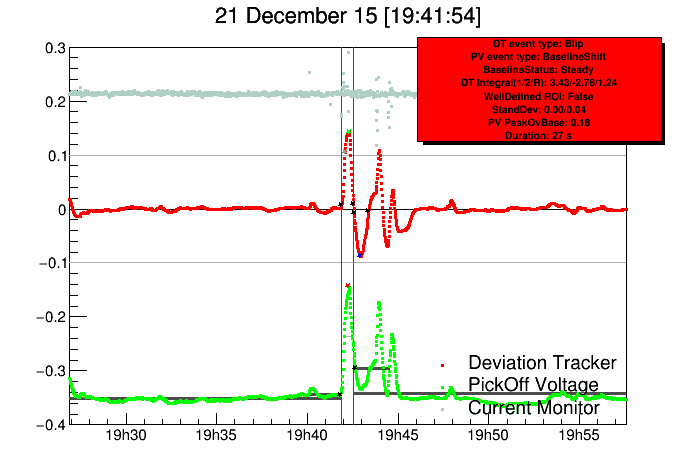 21 December 15 [19:41:54]
DT event type: Blip
PV event type: BaselineShift
BaselineStatus: Steady
DT Integral(1/2/R): 3.43/-2.76/1.24
WellDefined ROI: False
StandDev: 0.00/0.04
PV PeakOvBase: 0.18
Duration: 27 s
0.3
0.2
0.1
0
−0.1
−0.2
−0.3
−0.4
Deviation Tracker
PickOff Voltage
Current Monitor
19h30 19h35 19h40 19h45 19h50 19h55